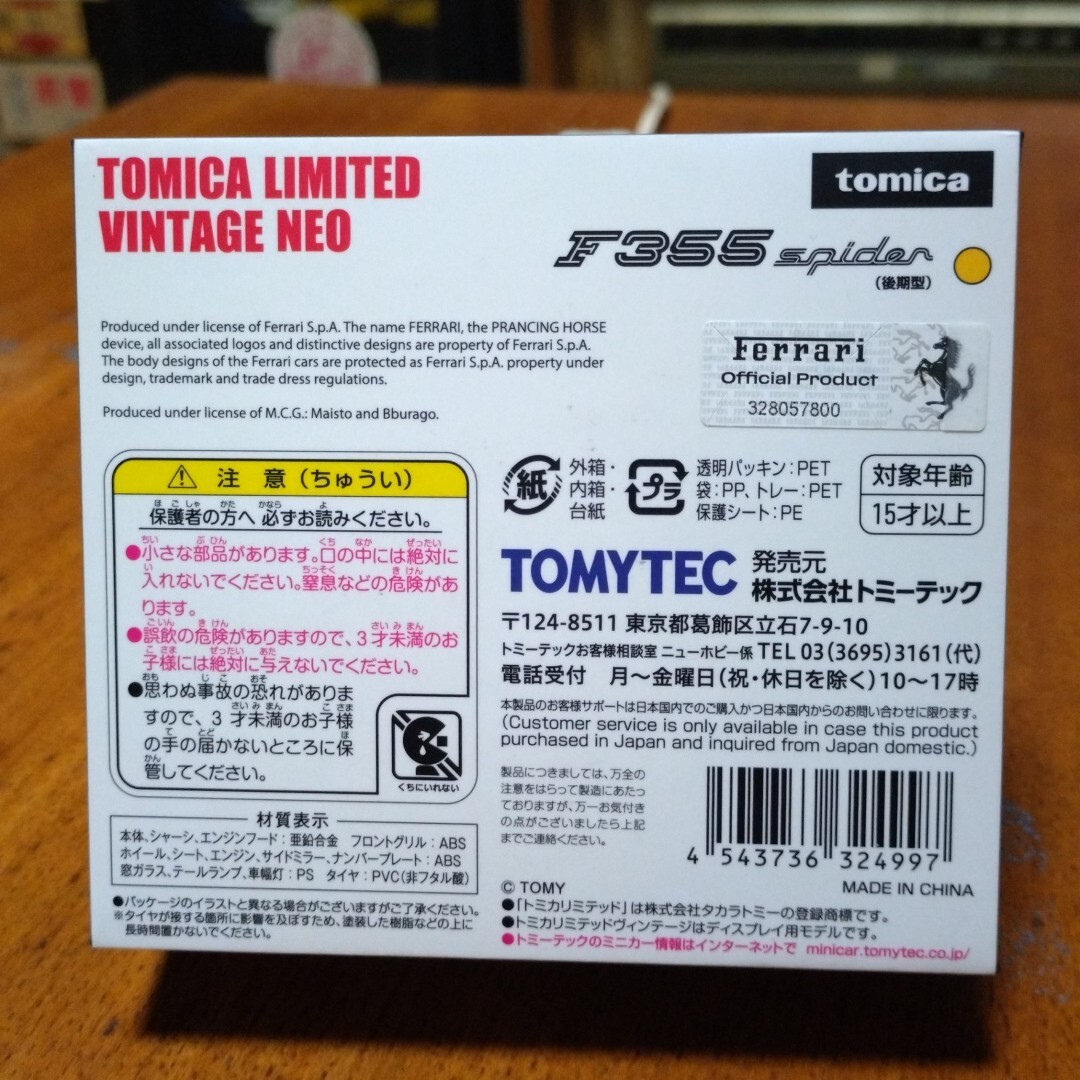 TOMICA LIMITED
VINTAGE NEO
tomica
F355 spider
(後期型)
Produced under license of Ferrari S.p.A. The name FERRARI, the PRANCING HORSE
device, all associated logos and distinctive designs are property of Ferrari S.p.A.
The body designs of the Ferrari cars are protected as Ferrari S.p.A. property under
design, trademark and trade dress regulations.
Produced under license of M.C.G.: Maisto and Bburago.
Ferrari
Official Product
328057800
注 意(ちゅうい)
保護者の方へ 必ずお読みください。
●小さな部品があります。口の中には絶対に
入れないでください。窒息などの危険があ
ります。
●誤飲の危険がありますので、3才未満のお
子様には絶対に与えないでください。
●思わぬ事故の恐れがありま
すので、3才未満のお子様
の手の届かないところに保
管してください。
くちにいれない
紙
外箱・
内箱・
台紙
プラ
透明パッキン:PET
袋:PP、トレー:PET
保護シート:PE
対象年齢
15才以上
TOMYTEC
発売元
株式会社トミーテック
〒124-8511 東京都葛飾区立石7-9-10
トミーテックお客様相談室 ニューホビー係 TEL 03(3695)3161(代)
電話受付 月〜金曜日(祝・休日を除く)10〜17時
本製品のお客様サポートは日本国内でのご購入かつ日本国内からのお問い合わせに限ります。
(Customer service is only available in case this product
purchased in Japan and inquired from Japan domestic.)
製品につきましては、万全の
注意をはらって製造にあたっ
ておりますが、万一お気付き
の点がございましたら上記
までご連絡ください。
4 543736 324997
材質表示
本体、シャーシ、エンジンフード:亜鉛合金 フロントグリル:ABS
ホイール、シート、エンジン、サイドミラー、ナンバープレート:ABS
窓ガラス、テールランプ、車幅灯:PS タイヤ:PVC(非フタル酸)
●パッケージのイラストと異なる場合がございますがご了承ください。
※タイヤが接する箇所に影響を及ぼすため、塗装した樹脂などの上に
長時間置かないでください。
© TOMY
MADE IN CHINA
●「トミカリミテッド」は株式会社タカラトミーの登録商標です。
●トミカリミテッドヴィンテージはディスプレイ用モデルです。
●トミーテックのミニカー情報はインターネットで minicar.tomytec.co.jp/